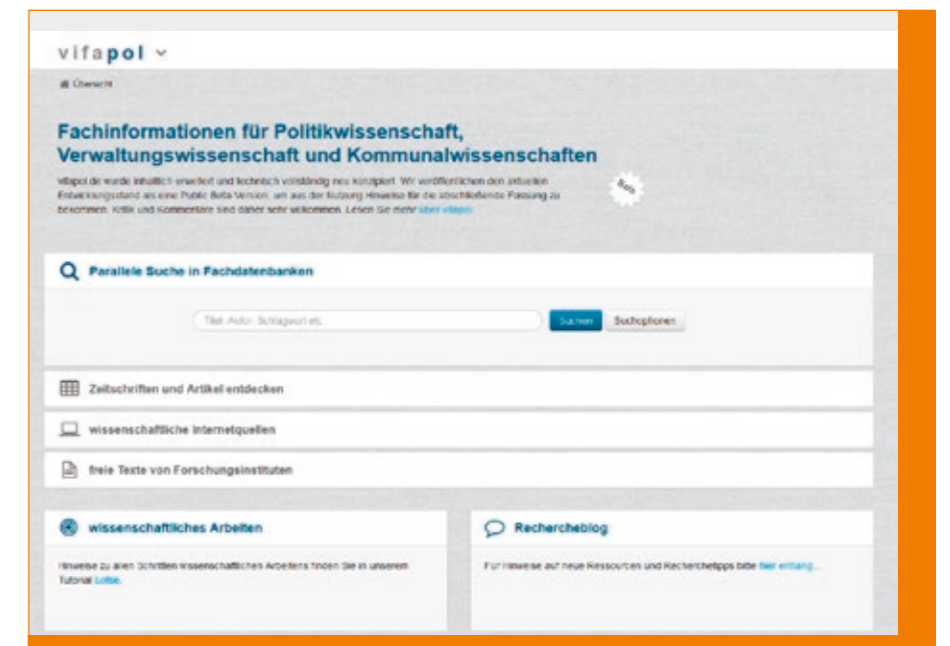 vifapol
Übersicht
Fachinformationen für Politikwissenschaft,
Verwaltungswissenschaft und Kommunalwissenschaften
vifapol.de wurde inhaltlich erweitert und technisch vollständig neu konzipiert. Wir veröffentlichen den aktuellen
Entwicklungsstand als eine Public Beta Version, um aus der Nutzung Hinweise für die abschließende Fassung zu
bekommen. Kritik und Kommentare sind daher sehr willkommen. Lesen Sie mehr über vifapol
Beta
Parallele Suche in Fachdatenbanken
Titel, Autor, Schlagwort etc.
Suchen
Suchoptionen
Zeitschriften und Artikel entdecken
wissenschaftliche Internetquellen
freie Texte von Forschungsinstituten
wissenschaftliches Arbeiten
Hinweise zu allen Schritten wissenschaftlichen Arbeitens finden Sie in unserem
Tutorial Lotse.
Rechercheblog
Für Hinweise auf neue Ressourcen und Recherchetipps bitte hier entlang...